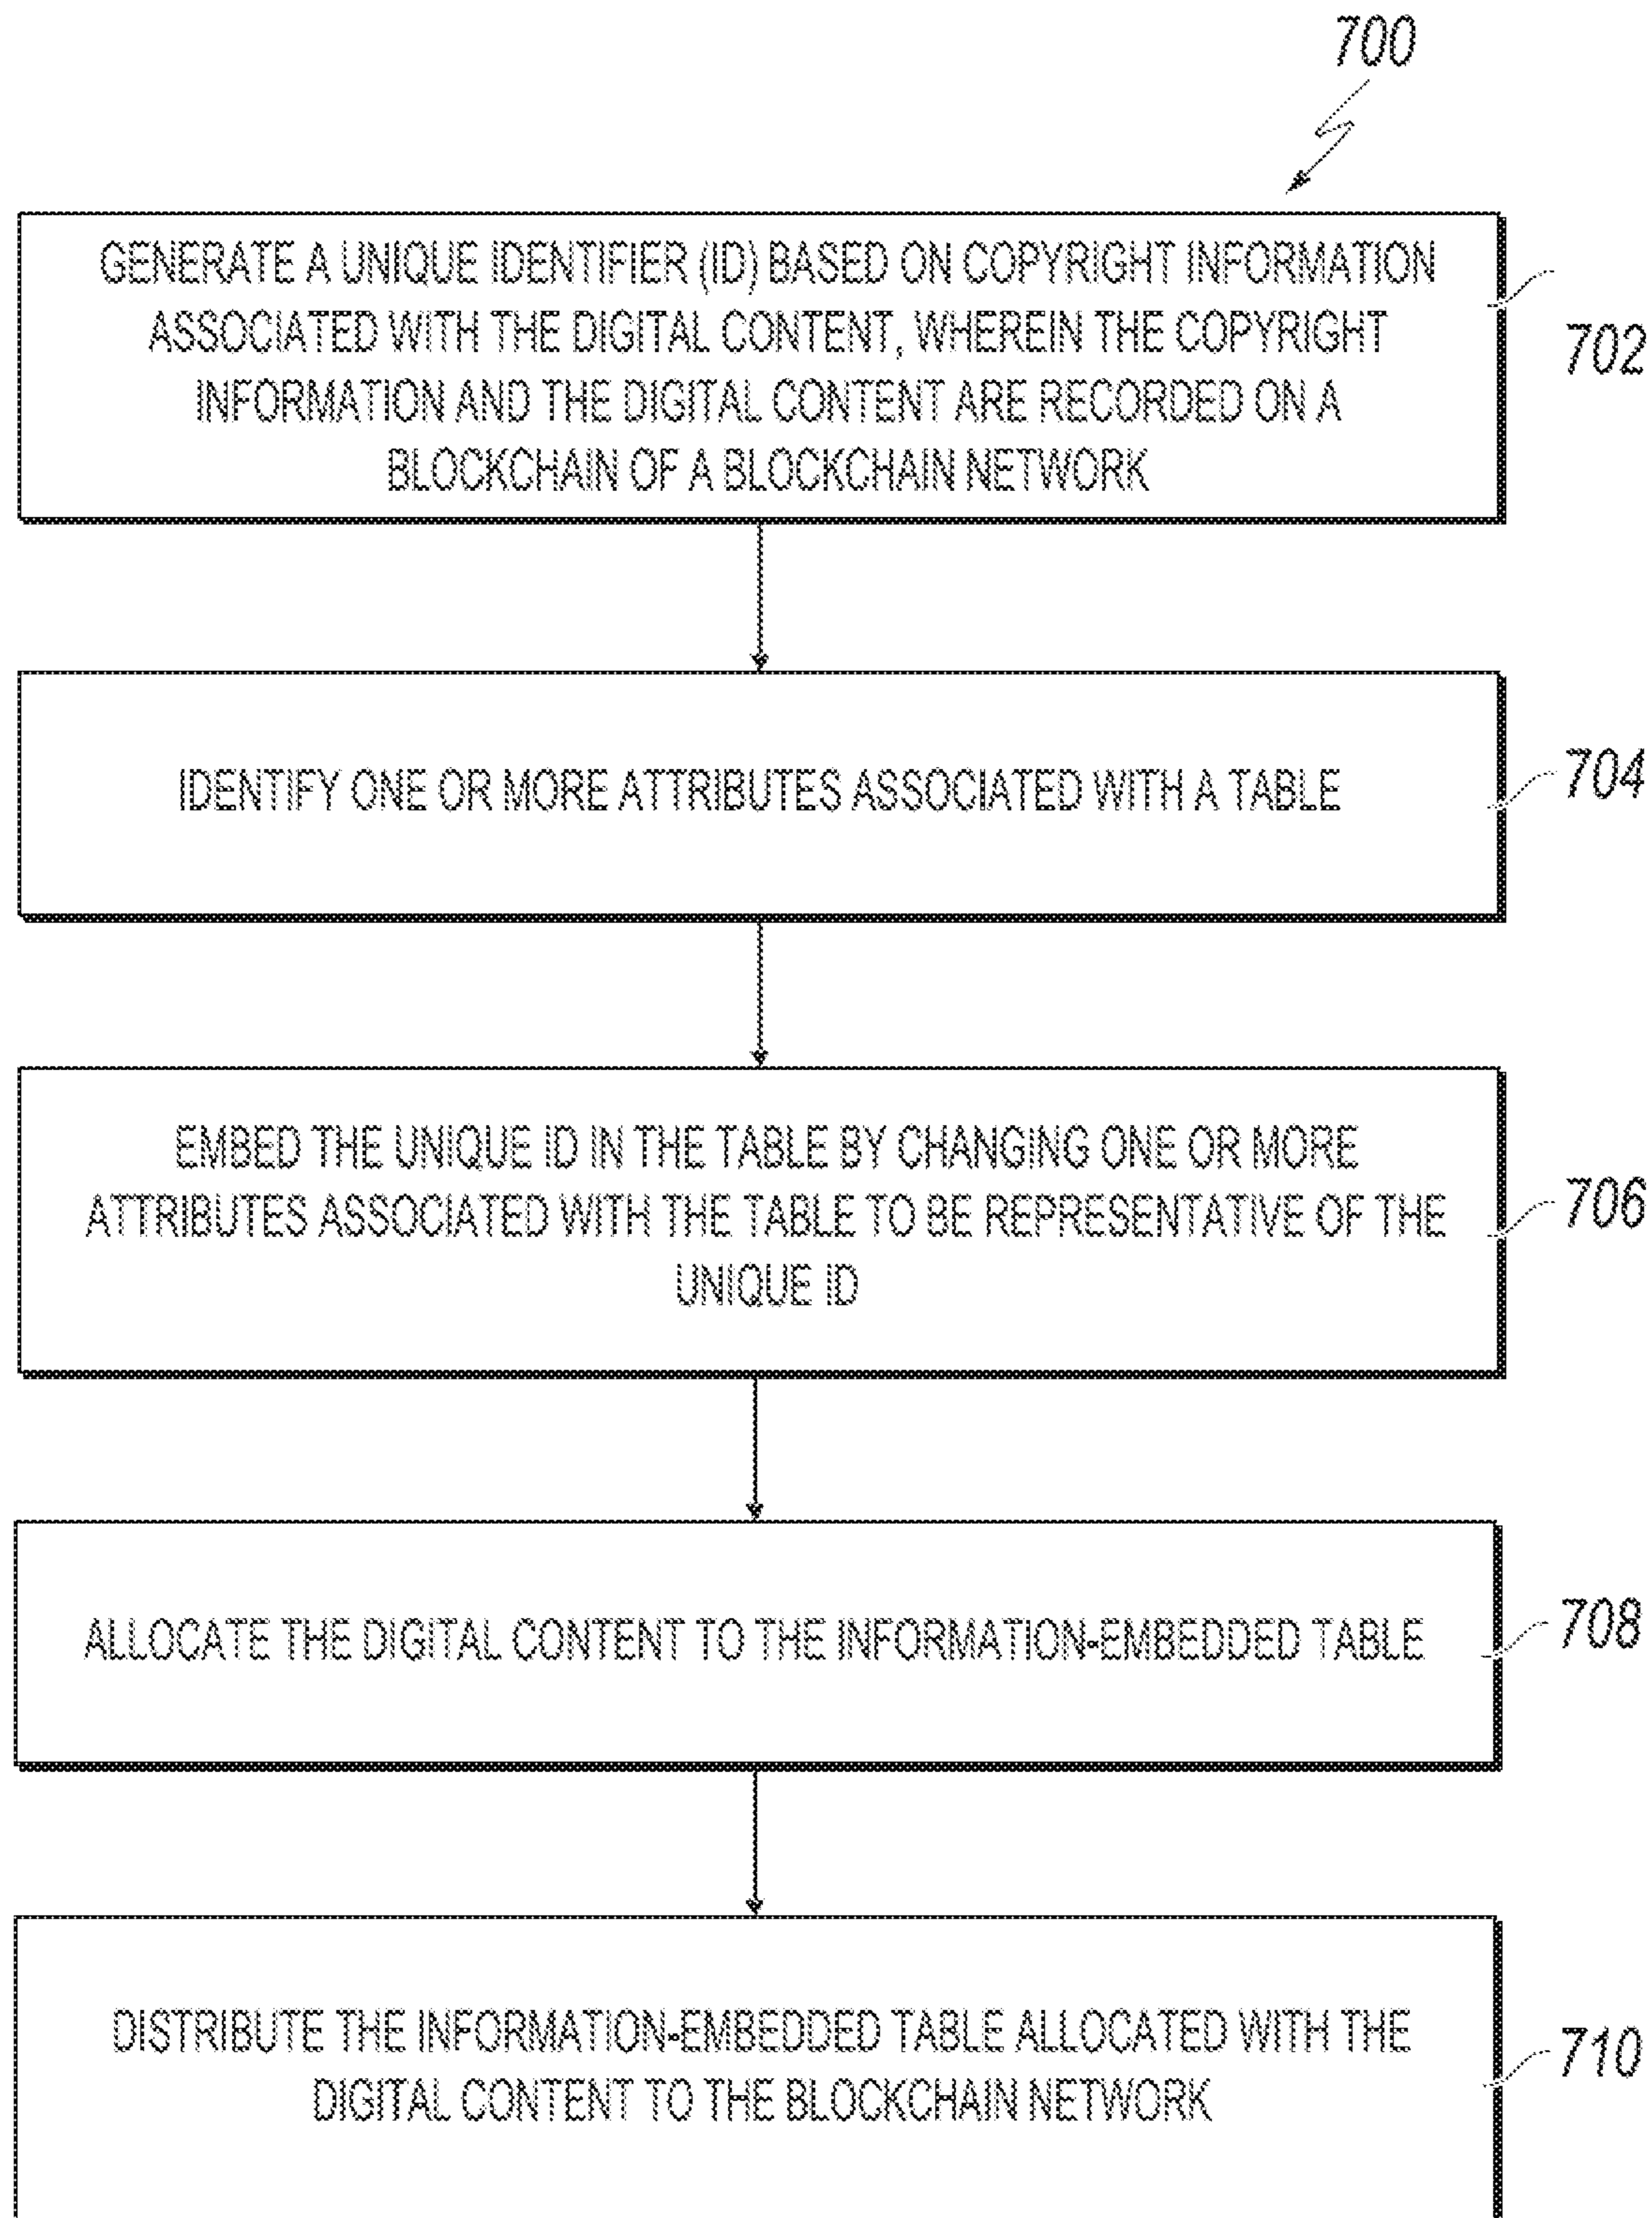 700
GENERATE A UNIQUE IDENTIFIER (ID) BASED ON COPYRIGHT INFORMATION
ASSOCIATED WITH THE DIGITAL CONTENT, WHEREIN THE COPYRIGHT
INFORMATION AND THE DIGITAL CONTENT ARE RECORDED ON A
BLOCKCHAIN OF A BLOCKCHAIN NETWORK
702
IDENTIFY ONE OR MORE ATTRIBUTES ASSOCIATED WITH A TABLE
704
EMBED THE UNIQUE ID IN THE TABLE BY CHANGING ONE OR MORE
ATTRIBUTES ASSOCIATED WITH THE TABLE TO BE REPRESENTATIVE OF THE
UNIQUE ID
706
ALLOCATE THE DIGITAL CONTENT TO THE INFORMATION-EMBEDDED TABLE
708
DISTRIBUTE THE INFORMATION-EMBEDDED TABLE ALLOCATED WITH THE
DIGITAL CONTENT TO THE BLOCKCHAIN NETWORK
710